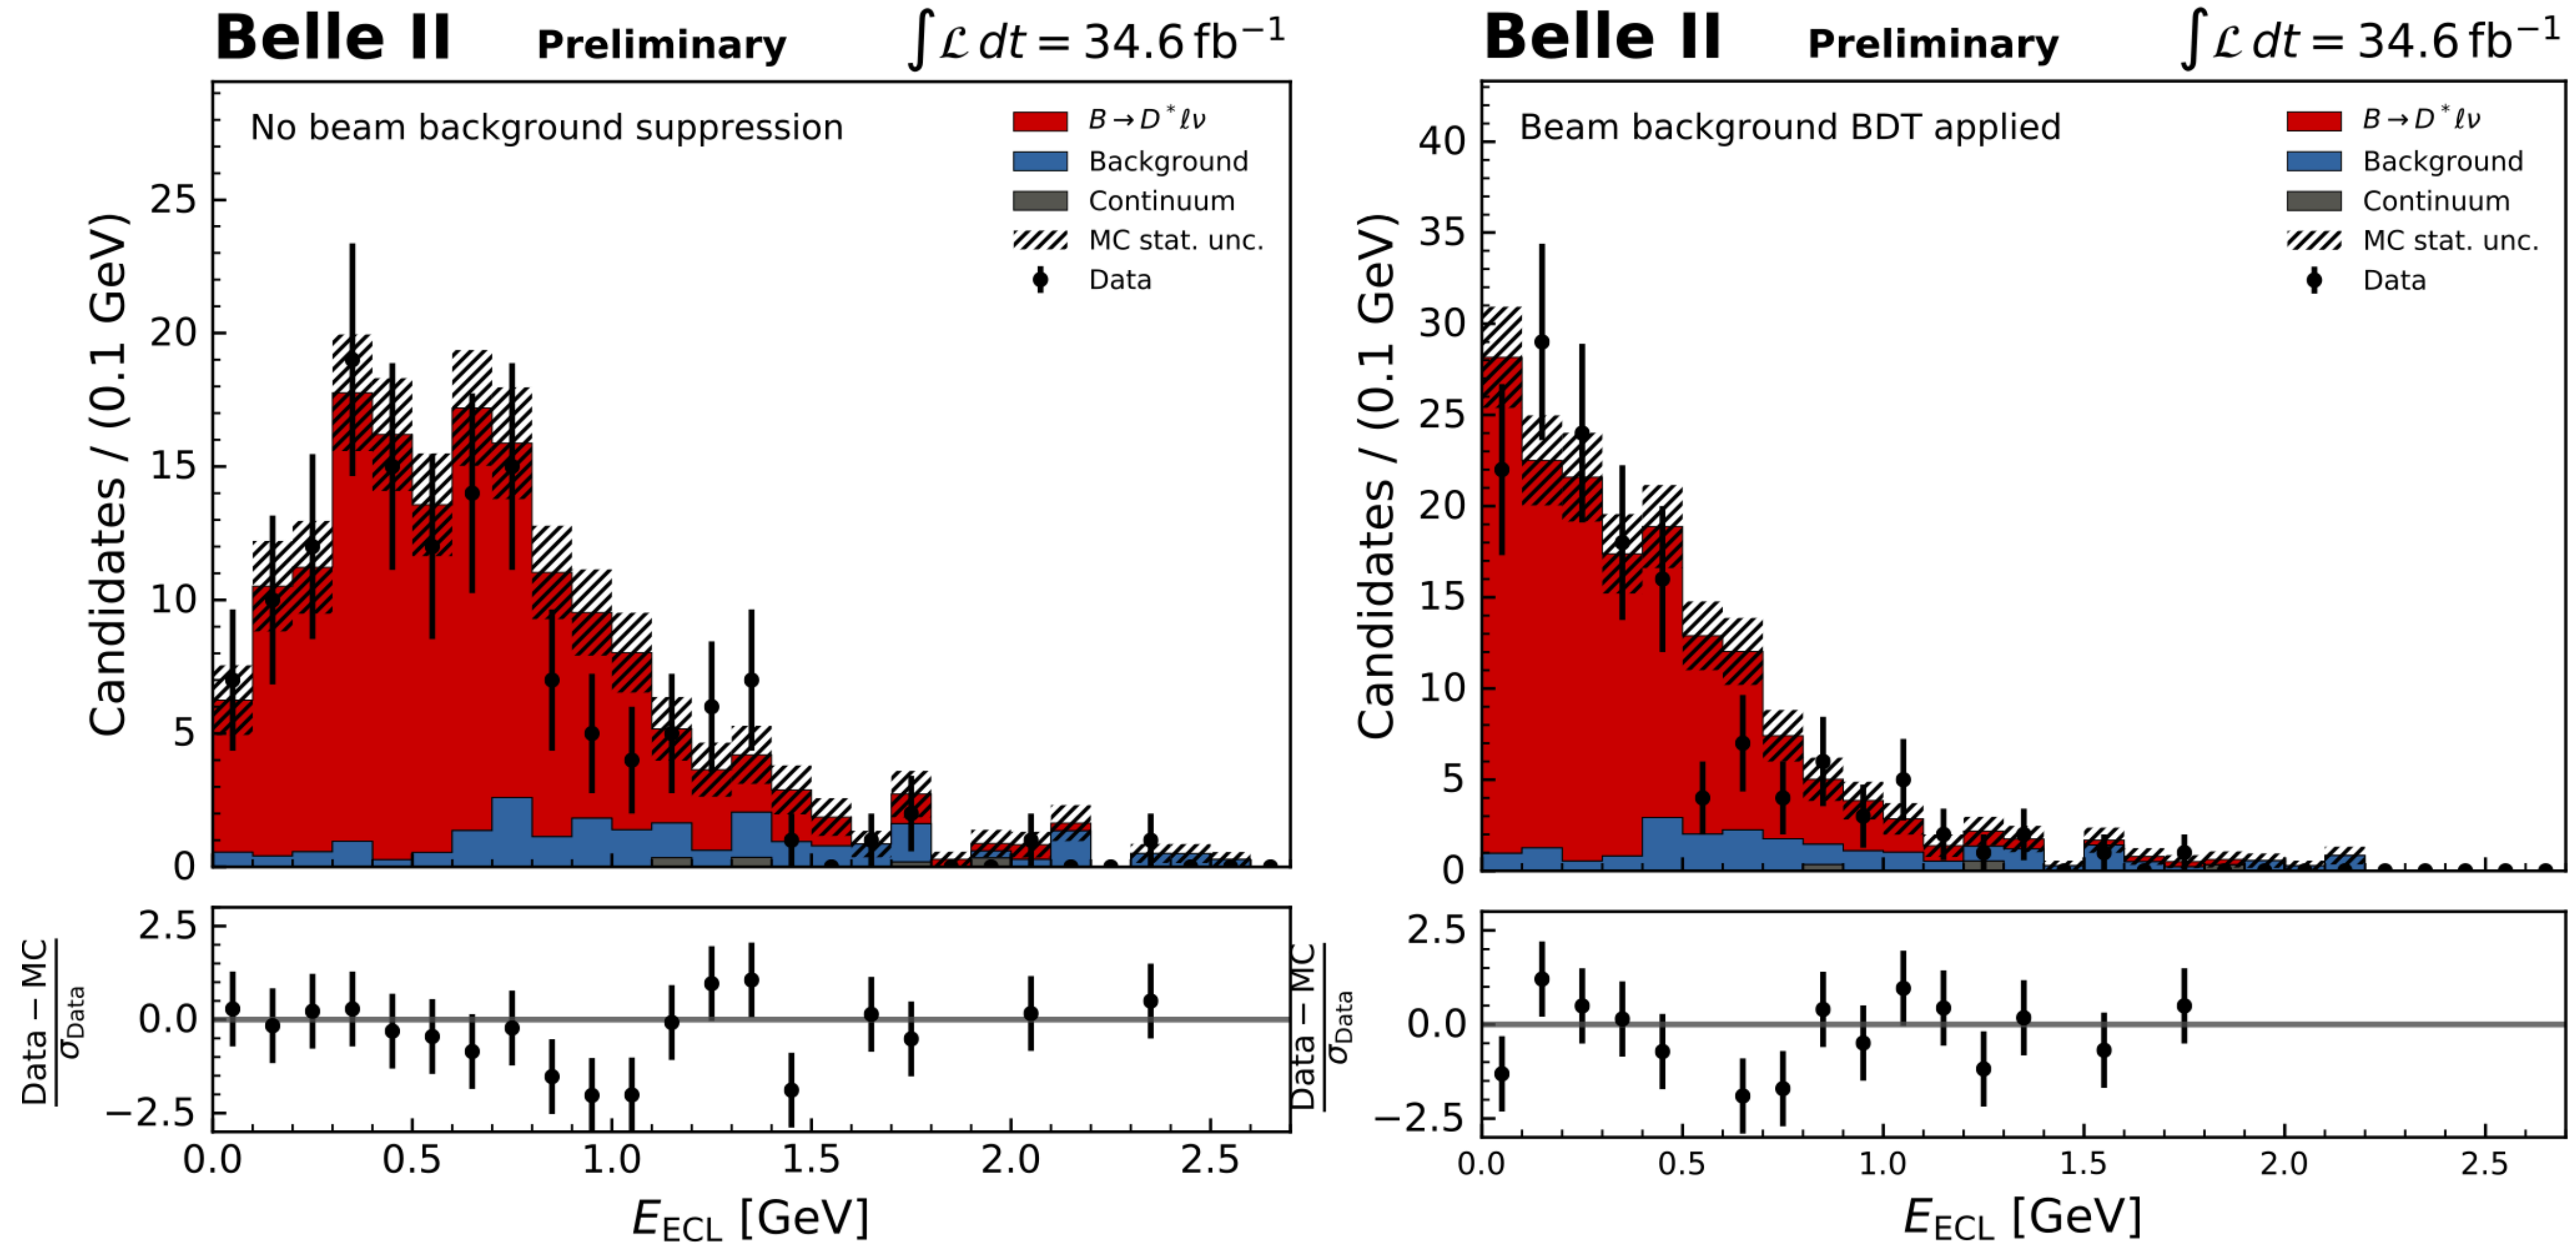 Belle II Preliminary ∫ℒ dt = 34.6 fb⁻¹
No beam background suppression
B → D*ℓν
Background
Continuum
MC stat. unc.
Data
Candidates / (0.1 GeV)
25
20
15
10
5
0
Data − MC
σData
2.5
0.0
−2.5
0.0 0.5 1.0 1.5 2.0 2.5
EECL [GeV]
Belle II Preliminary ∫ℒ dt = 34.6 fb⁻¹
Beam background BDT applied
B → D*ℓν
Background
Continuum
MC stat. unc.
Data
Candidates / (0.1 GeV)
40
35
30
25
20
15
10
5
0
Data − MC
σData
2.5
0.0
−2.5
0.0 0.5 1.0 1.5 2.0 2.5
EECL [GeV]